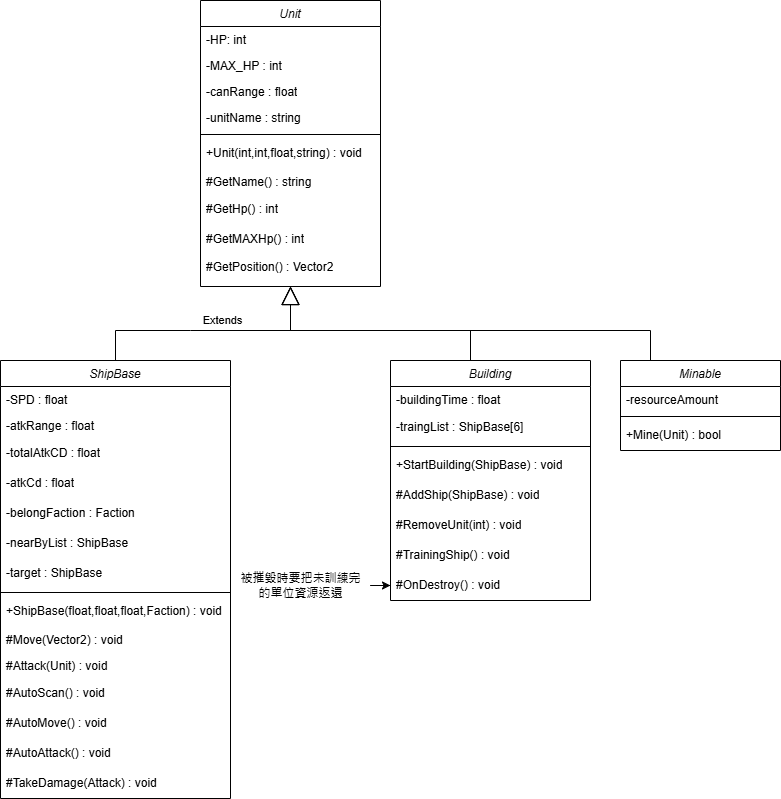 Unit
-HP: int
-MAX_HP : int
-canRange : float
-unitName : string
+Unit(int,int,float,string) : void
#GetName() : string
#GetHp() : int
#GetMAXHp() : int
#GetPosition() : Vector2
Extends
ShipBase
-SPD : float
-atkRange : float
-totalAtkCD : float
-atkCd : float
-belongFaction : Faction
-nearByList : ShipBase
-target : ShipBase
+ShipBase(float,float,float,Faction) : void
#Move(Vector2) : void
#Attack(Unit) : void
#AutoScan() : void
#AutoMove() : void
#AutoAttack() : void
#TakeDamage(Attack) : void
被摧毀時要把未訓練完
的單位資源返還
Building
-buildingTime : float
-traingList : ShipBase[6]
+StartBuilding(ShipBase) : void
#AddShip(ShipBase) : void
#RemoveUnit(int) : void
#TrainingShip() : void
#OnDestroy() : void
Minable
-resourceAmount
+Mine(Unit) : bool